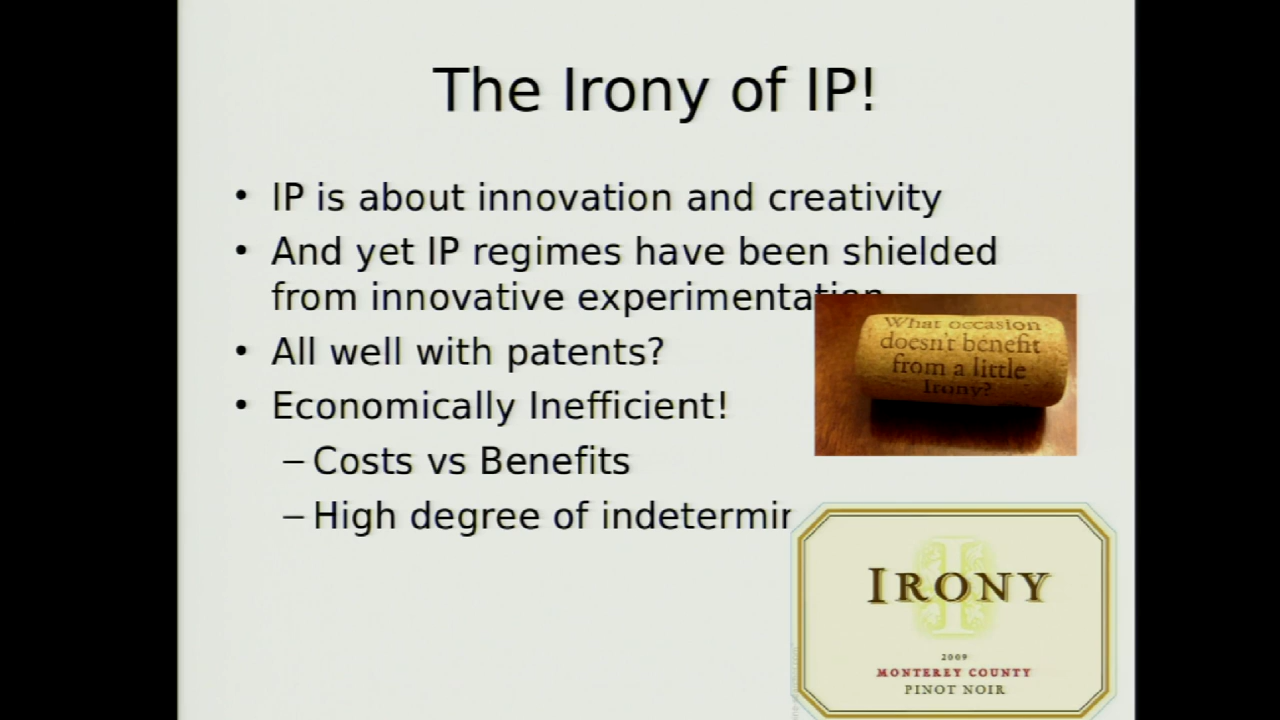 The Irony of IP!
• IP is about innovation and creativity
• And yet IP regimes have been shielded
from innovative experimentation
• All well with patents?
• Economically Inefficient!
– Costs vs Benefits
– High degree of indetermin
What occasion
doesn't benefit
from a little
Irony?
IRONY
2009
MONTEREY COUNTY
PINOT NOIR